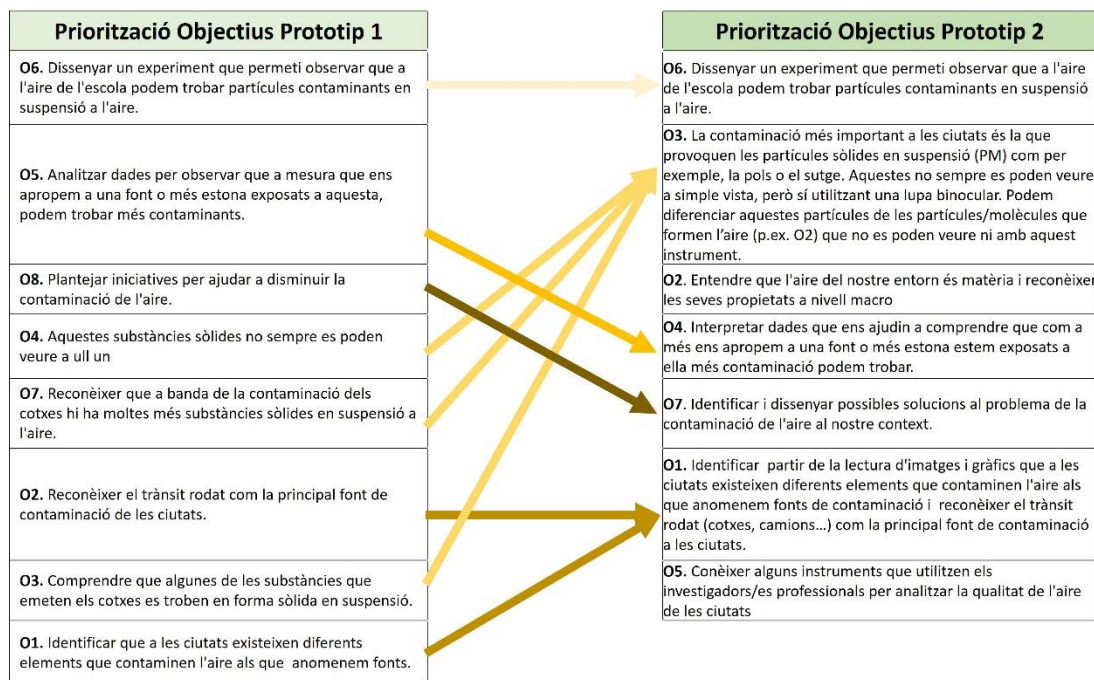 Priorització Objectius Prototip 1
O6. Dissenyar un experiment que permeti observar que a
l'aire de l'escola podem trobar partícules contaminants en
suspensió a l'aire.
O5. Analitzar dades per observar que a mesura que ens
apropem a una font o més estona exposats a aquesta,
podem trobar més contaminants.
O8. Plantejar iniciatives per ajudar a disminuir la
contaminació de l'aire.
O4. Aquestes substàncies sòlides no sempre es poden
veure a ull un
O7. Reconèixer que a banda de la contaminació dels
cotxes hi ha moltes més substàncies sòlides en suspensió a
l'aire.
O2. Reconèixer el trànsit rodat com la principal font de
contaminació de les ciutats.
O3. Comprendre que algunes de les substàncies que
emeten els cotxes es troben en forma sòlida en suspensió.
O1. Identificar que a les ciutats existeixen diferents
elements que contaminen l'aire als que anomenem fonts.
Priorització Objectius Prototip 2
O6. Dissenyar un experiment que permeti observar que a l'aire
de l'escola podem trobar partícules contaminants en suspensió
a l'aire.
O3. La contaminació més important a les ciutats és la que
provoquen les partícules sòlides en suspensió (PM) com per
exemple, la pols o el sutge. Aquestes no sempre es poden veure
a simple vista, però sí utilitzant una lupa binocular. Podem
diferenciar aquestes partícules de les partícules/molècules que
formen l’aire (p.ex. O2) que no es poden veure ni amb aquest
instrument.
O2. Entendre que l'aire del nostre entorn és matèria i reconèixer
les seves propietats a nivell macro
O4. Interpretar dades que ens ajudin a comprendre que com a
més ens apropem a una font o més estona estem exposats a
ella més contaminació podem trobar.
O7. Identificar i dissenyar possibles solucions al problema de la
contaminació de l'aire al nostre context.
O1. Identificar partir de la lectura d'imatges i gràfics que a les
ciutats existeixen diferents elements que contaminen l'aire als
que anomenem fonts de contaminació i reconèixer el trànsit
rodat (cotxes, camions...) com la principal font de contaminació
a les ciutats.
O5. Conèixer alguns instruments que utilitzen els
investigadors/es professionals per analitzar la qualitat de l'aire
de les ciutats